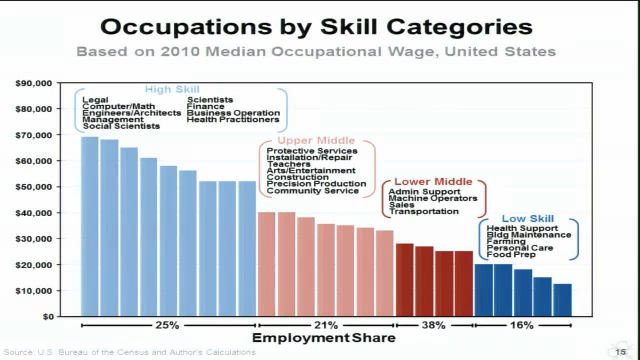 Occupations by Skill Categories
Based on 2010 Median Occupational Wage, United States
$90,000
$80,000
$70,000
$60,000
$50,000
$40,000
$30,000
$20,000
$10,000
$0
High Skill
Legal
Computer/Math
Engineers/Architects
Management
Social Scientists
Scientists
Finance
Business Operation
Health Practitioners
Upper Middle
Protective Services
Installation/Repair
Teachers
Arts/Entertainment
Construction
Precision Production
Community Service
Lower Middle
Admin Support
Machine Operators
Sales
Transportation
Low Skill
Health Support
Bldg Maintenance
Farming
Personal Care
Food Prep
25%
21%
38%
16%
Employment Share
Source: U.S. Bureau of the Census and Author's Calculations
15